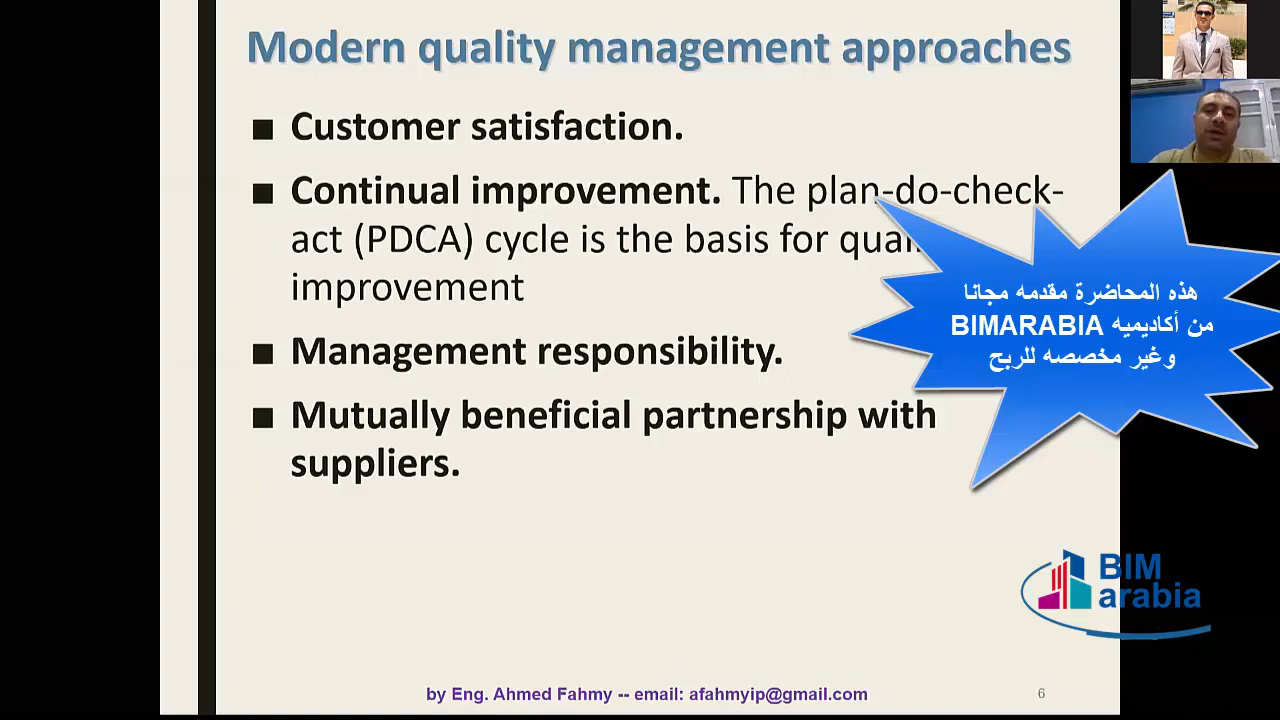 Modern quality management approaches
■ Customer satisfaction.
■ Continual improvement. The plan-do-check-
act (PDCA) cycle is the basis for
improvement
■ Management responsibility.
■ Mutually beneficial partnership with
suppliers.
هذه المحاضرة مقدمه مجانا
من أكاديميه BIMARABIA
وغير مخصصه للربح
BIM
arabia
by Eng. Ahmed Fahmy -- email: afahmyip@gmail.com
6